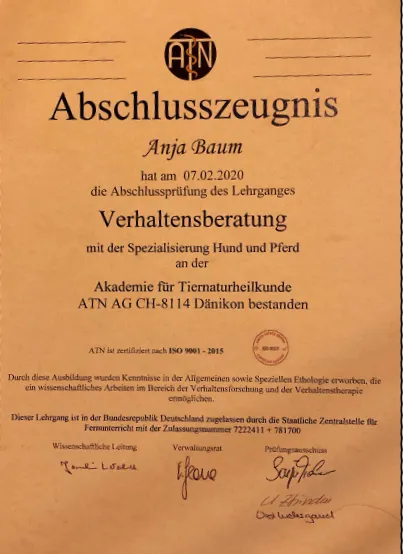 ATN
Abschlusszeugnis
Anja Baum
hat am 07.02.2020
die Abschlussprüfung des Lehrganges
Verhaltensberatung
mit der Spezialisierung Hund und Pferd
an der
Akademie für Tiernaturheilkunde
ATN AG CH-8114 Dänikon bestanden
ATN ist zertifiziert nach ISO 9001 - 2015
Durch diese Ausbildung wurden Kenntnisse in der Allgemeinen sowie Speziellen Ethologie erworben, die
ein wissenschaftliches Arbeiten im Bereich der Verhaltensforschung und der Verhaltenstherapie
ermöglichen.
Dieser Lehrgang ist in der Bundesrepublik Deutschland zugelassen durch die Staatliche Zentralstelle für
Fernunterricht mit der Zulassungsnummer 7222411 + 781700
Wissenschaftliche Leitung Verwaltungsrat Prüfungsausschuss